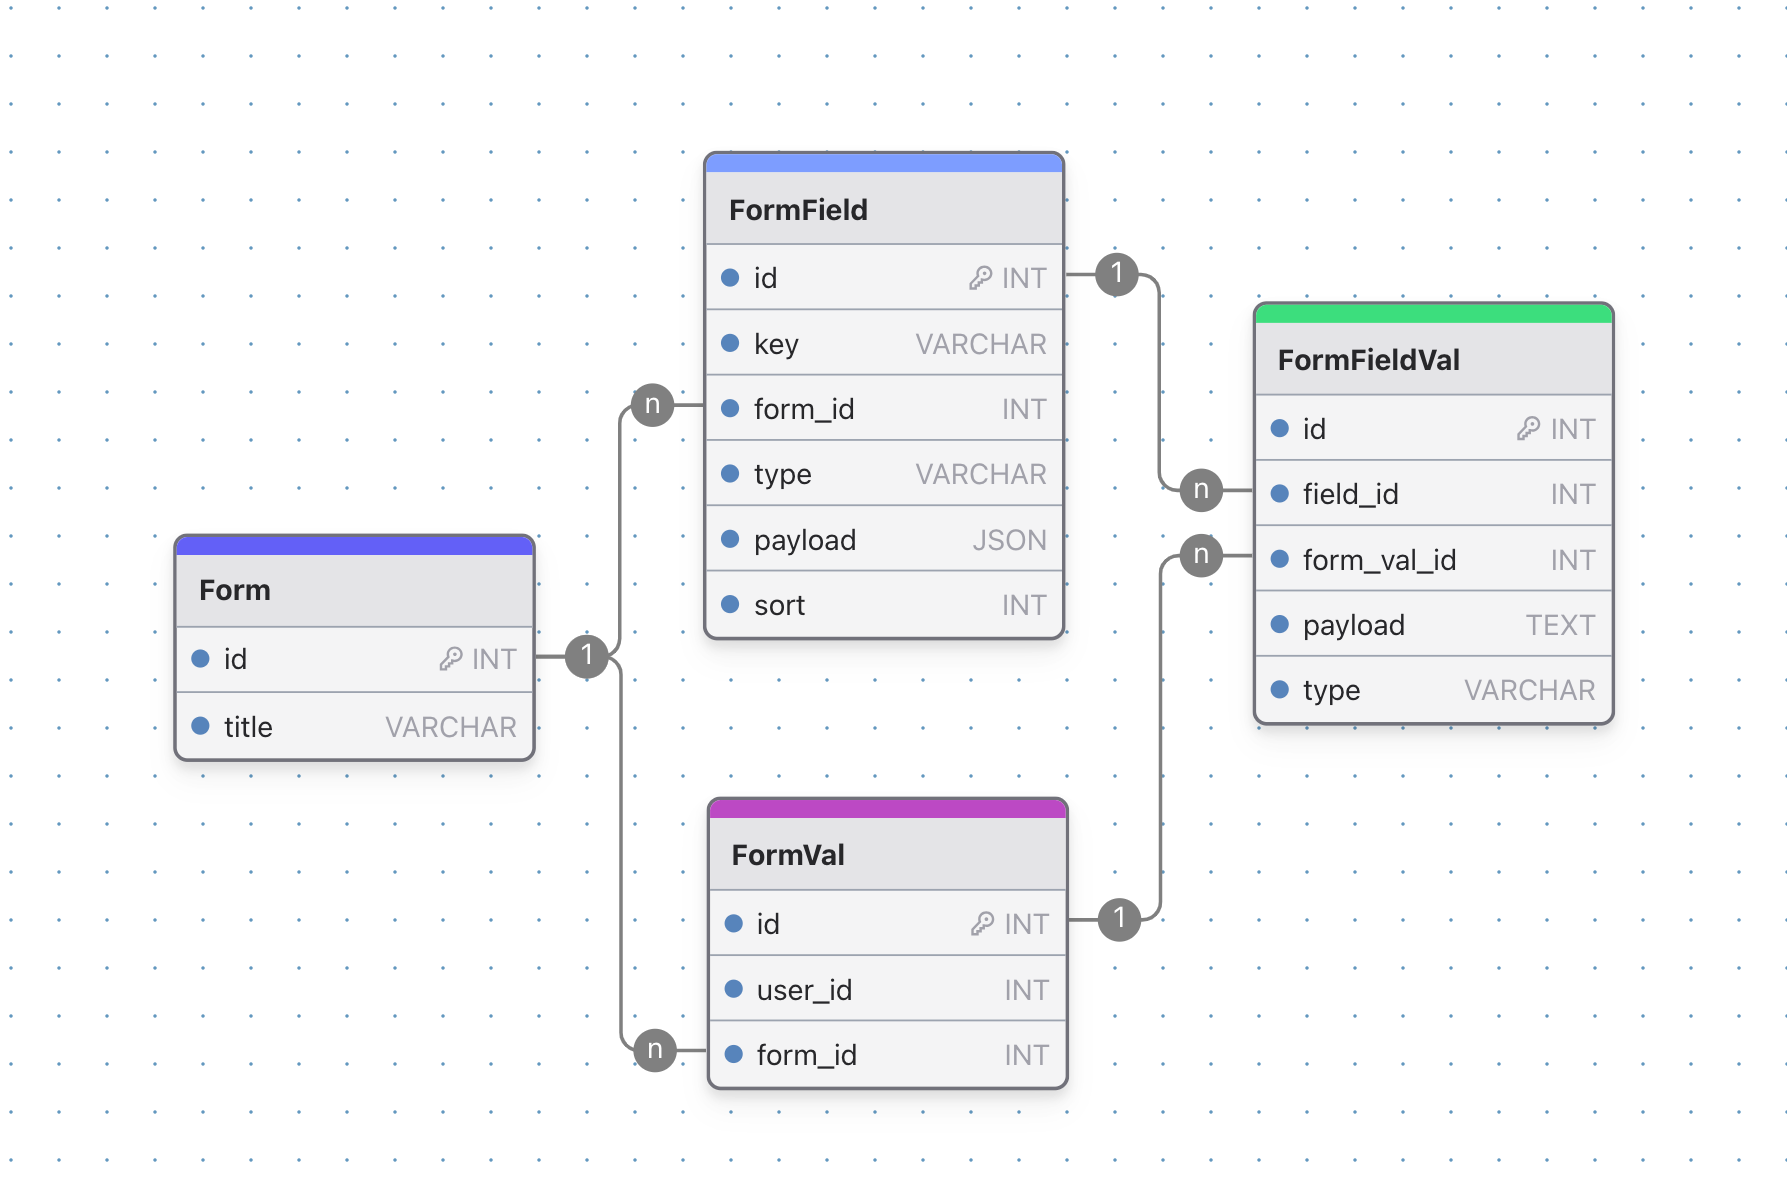 FormField
id INT
key VARCHAR
form_id INT
type VARCHAR
payload JSON
sort INT
Form
id INT
title VARCHAR
FormVal
id INT
user_id INT
form_id INT
FormFieldVal
id INT
field_id INT
form_val_id INT
payload TEXT
type VARCHAR
1
n
n
1
n
n
1